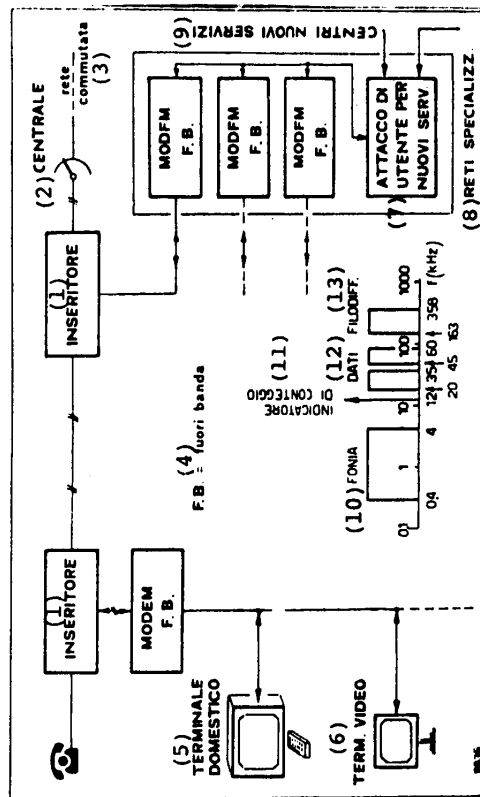 (1)
INSERITORE
(1)
INSERITORE
(2) CENTRALE
rete
commutata
(3)
MODEM
F.B.
(4)
F.B. = fuori banda
MODFM
F.B.
MODFM
F.B.
MODFM
F.B.
CENTRI NUOVI SERVIZI (6)
ATTACCO DI
UTENTE PER
NUOVI SERV.
(7)
(8) RETI SPECIALIZZ.
(5)
TERMINALE
DOMESTICO
(6)
TERM. VIDEO
(10) FONIA
(11)
INDICATORE
DI CONTEGGIO
(12)
DATI
(13)
FILODIFF.
0,1 1 10 100 1000
0,4 4 12 35 60 358 f(kHz)
20 45 163